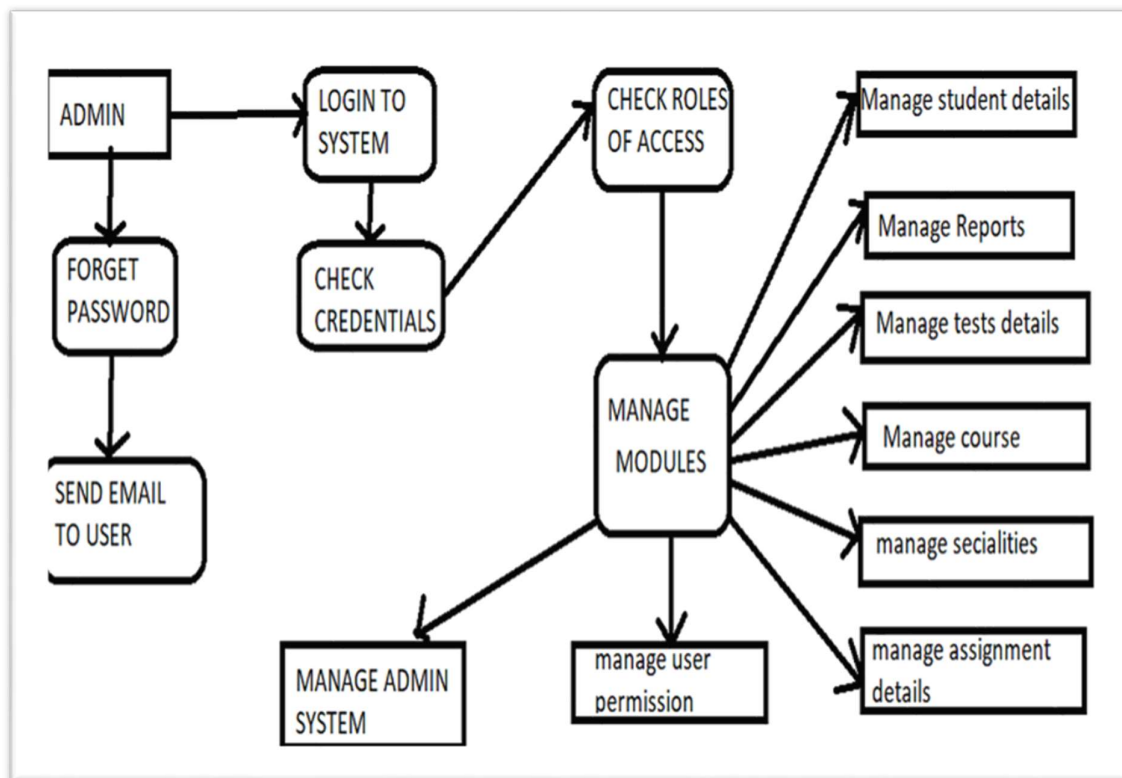 ADMIN
LOGIN TO
SYSTEM
CHECK ROLES
OF ACCESS
Manage student details
FORGET
PASSWORD
CHECK
CREDENTIALS
Manage Reports
Manage tests details
MANAGE
MODULES
Manage course
SEND EMAIL
TO USER
manage secialities
MANAGE ADMIN
SYSTEM
manage user
permission
manage assignment
details